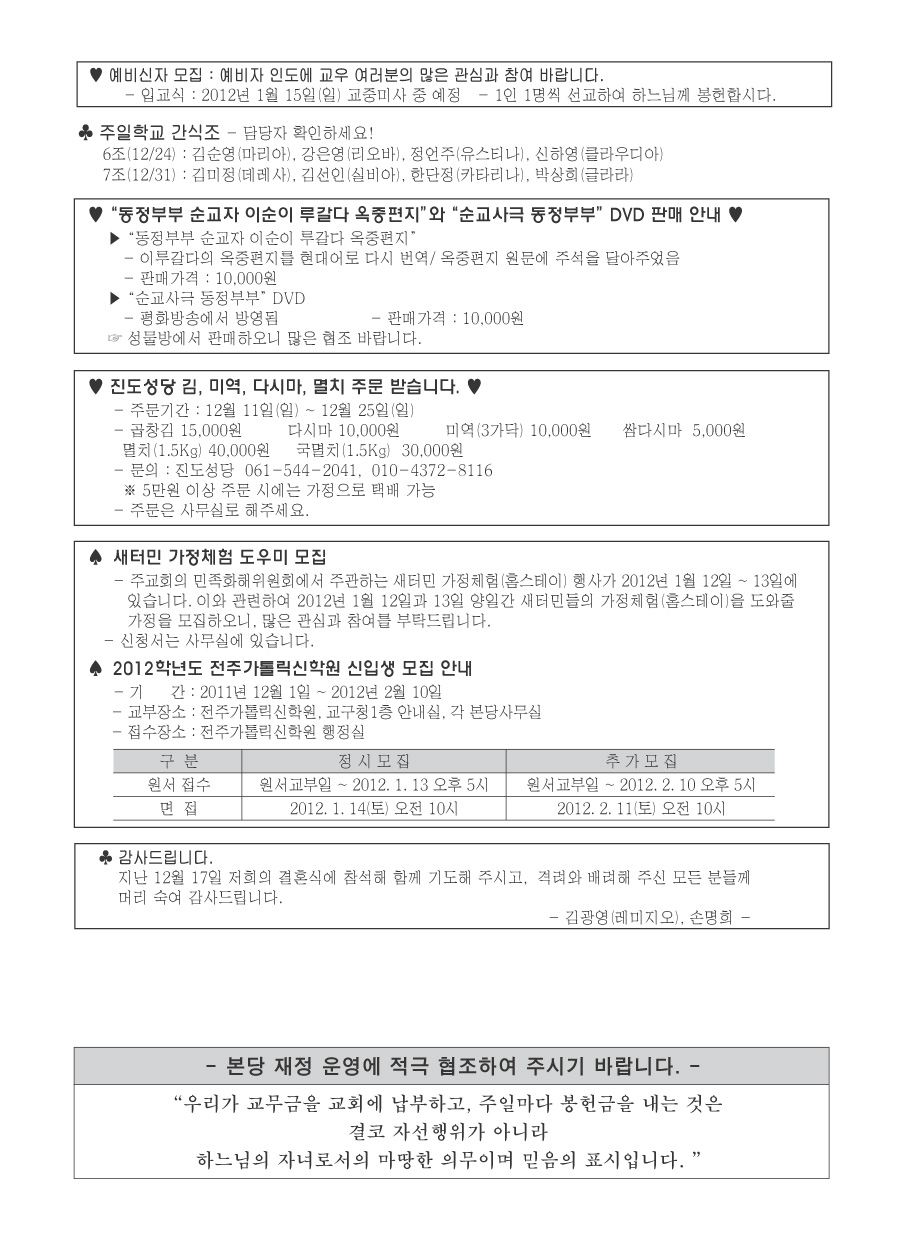 ♥ 예비신자 모집 : 예비자 인도에 교우 여러분의 많은 관심과 참여 바랍니다.
- 입교식 : 2012년 1월 15일(일) 교중미사 중 예정 - 1인 1명씩 선교하여 하느님께 봉헌합시다.
♣ 주일학교 간식조 - 담당자 확인하세요!
6조(12/24) : 김순영(마리아), 강은영(리오바), 정언주(유스티나), 신하영(클라우디아)
7조(12/31) : 김미정(데레사), 김선인(실비아), 한단정(카타리나), 박상희(글라라)
♥ “동정부부 순교자 이순이 루갈다 옥중편지”와 “순교사극 동정부부” DVD 판매 안내 ♥
▶ “동정부부 순교자 이순이 루갈다 옥중편지”
- 이루갈다의 옥중편지를 현대어로 다시 번역/ 옥중편지 원문에 주석을 달아주었음
- 판매가격 : 10,000원
▶ “순교사극 동정부부” DVD
- 평화방송에서 방영됨 - 판매가격 : 10,000원
☞ 성물방에서 판매하오니 많은 협조 바랍니다.
♥ 진도성당 김, 미역, 다시마, 멸치 주문 받습니다. ♥
- 주문기간 : 12월 11일(일) ~ 12월 25일(일)
- 곱창김 15,000원 다시마 10,000원 미역(3가닥) 10,000원 쌈다시마 5,000원
멸치(1.5Kg) 40,000원 국멸치(1.5Kg) 30,000원
- 문의 : 진도성당 061-544-2041, 010-4372-8116
※ 5만원 이상 주문 시에는 가정으로 택배 가능
- 주문은 사무실로 해주세요.
♠ 새터민 가정체험 도우미 모집
- 주교회의 민족화해위원회에서 주관하는 새터민 가정체험(홈스테이) 행사가 2012년 1월 12일 ~ 13일에
있습니다. 이와 관련하여 2012년 1월 12일과 13일 양일간 새터민들의 가정체험(홈스테이)을 도와줄
가정을 모집하오니, 많은 관심과 참여를 부탁드립니다.
- 신청서는 사무실에 있습니다.
♠ 2012학년도 전주가톨릭신학원 신입생 모집 안내
- 기 간 : 2011년 12월 1일 ~ 2012년 2월 10일
- 교부장소 : 전주가톨릭신학원, 교구청1층 안내실, 각 본당사무실
- 접수장소 : 전주가톨릭신학원 행정실
구 분 정 시 모 집 추 가 모 집
원서 접수 원서교부일 ~ 2012. 1. 13 오후 5시 원서교부일 ~ 2012. 2. 10 오후 5시
면 접 2012. 1. 14(토) 오전 10시 2012. 2. 11(토) 오전 10시
♣ 감사드립니다.
지난 12월 17일 저희의 결혼식에 참석해 함께 기도해 주시고, 격려와 배려해 주신 모든 분들께
머리 숙여 감사드립니다.
- 김광영(레미지오), 손명희 -
- 본당 재정 운영에 적극 협조하여 주시기 바랍니다. -
“우리가 교무금을 교회에 납부하고, 주일마다 봉헌금을 내는 것은
결코 자선행위가 아니라
하느님의 자녀로서의 마땅한 의무이며 믿음의 표시입니다. ”